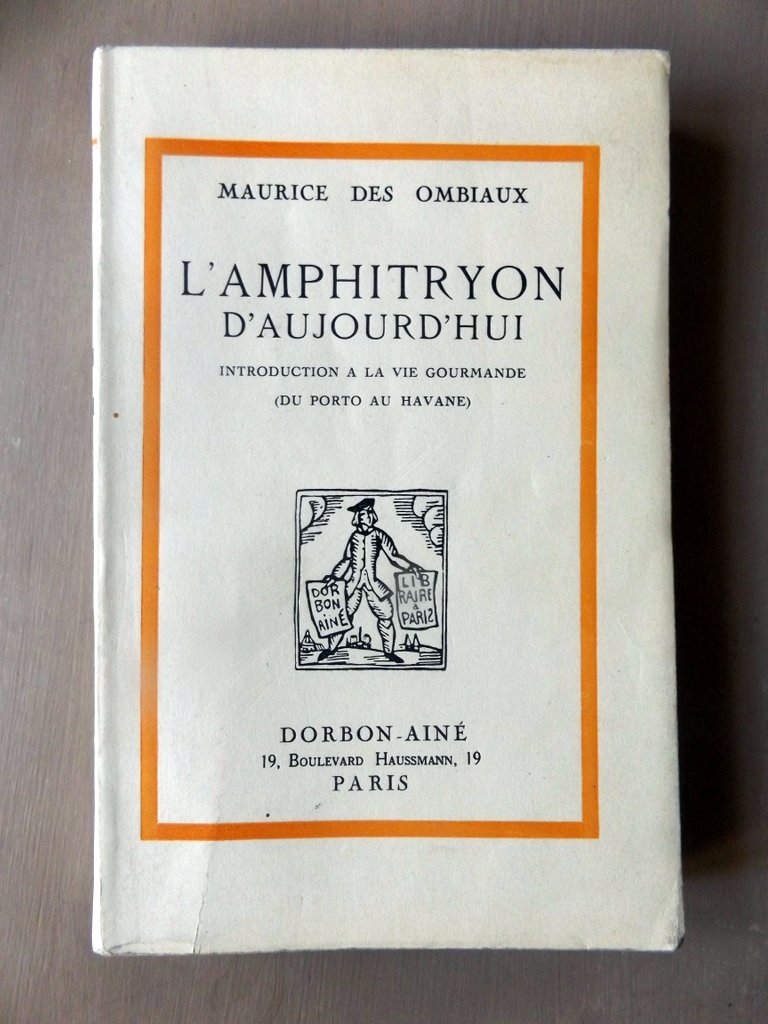 MAURICE DES OMBIAUX
L'AMPHITRYON
D'AUJOURD'HUI
INTRODUCTION A LA VIE GOURMANDE
(DU PORTO AU HAVANE)
DOR
BON
AINÉ
LIB
RAIRE
à
PARIS
DORBON-AINÉ
19, BOULEVARD HAUSSMANN, 19
PARIS